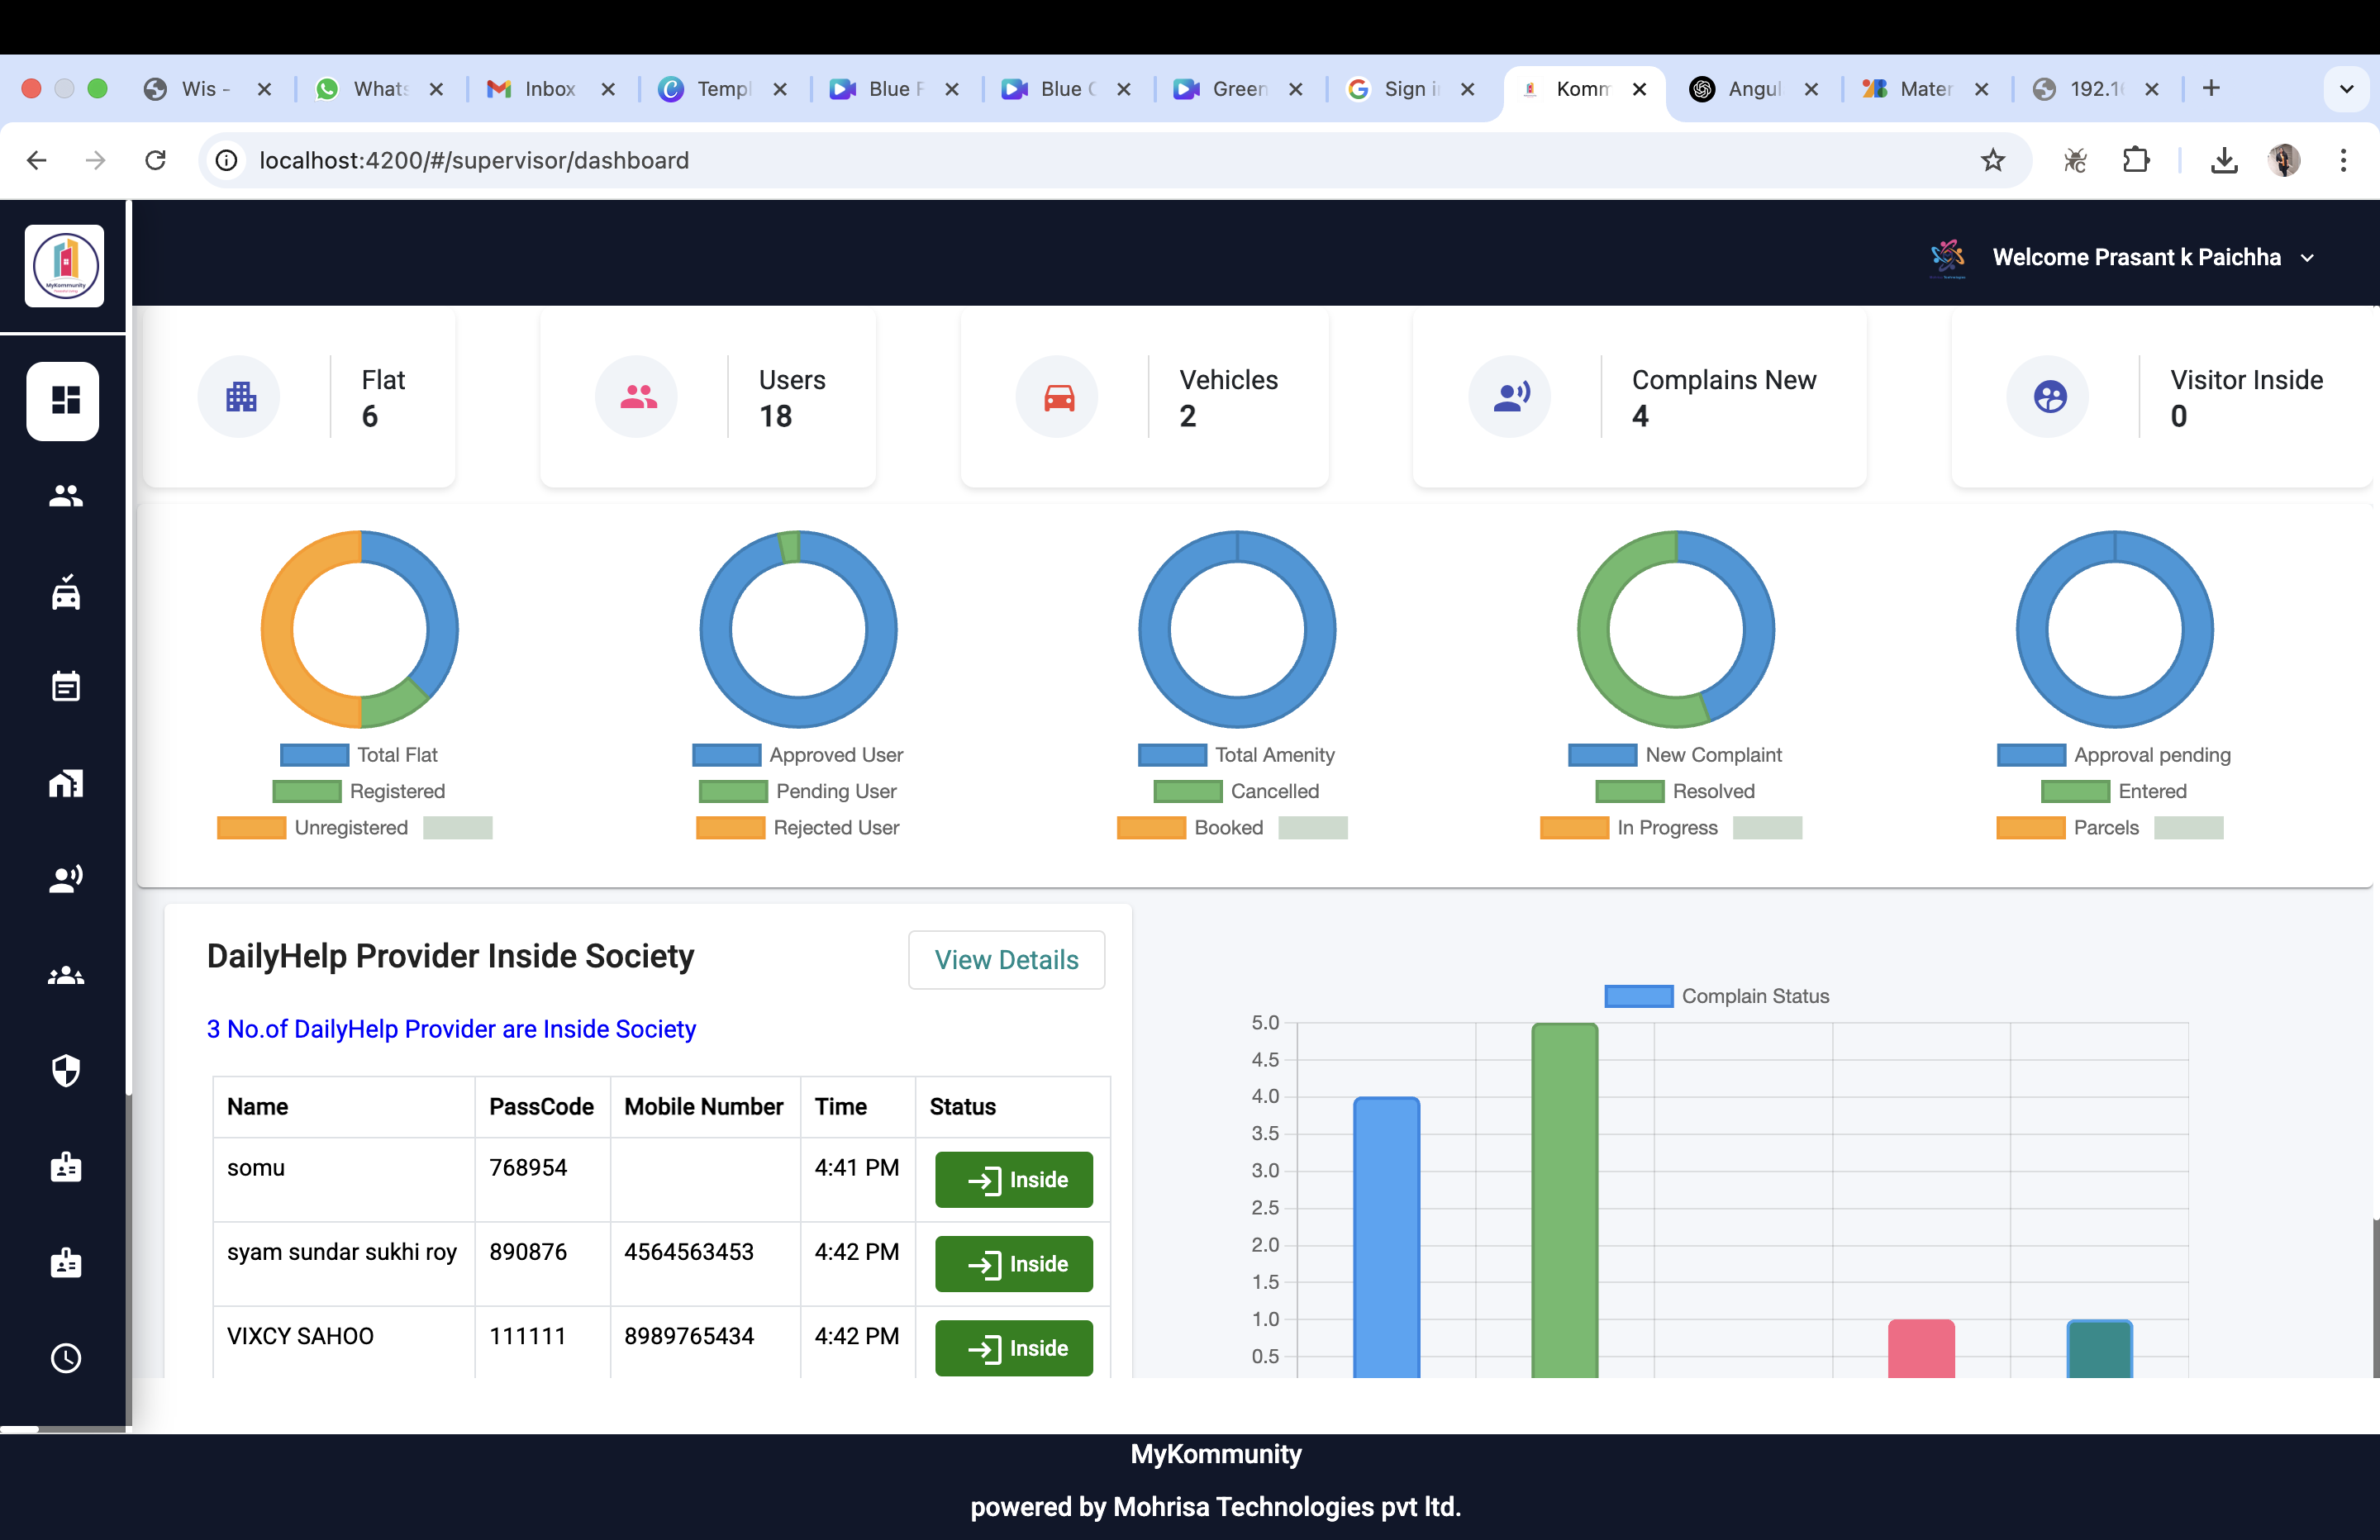 Wis -
Whats
Inbox
Templ
Blue F
Blue C
Green
Sign i
Komm
Angul
Mater
192.16
localhost:4200/#/supervisor/dashboard
MyKommunity
Welcome Prasant k Paichha
Flat
6
Users
18
Vehicles
2
Complains New
4
Visitor Inside
0
Total Flat
Registered
Unregistered
Approved User
Pending User
Rejected User
Total Amenity
Cancelled
Booked
New Complaint
Resolved
In Progress
Approval pending
Entered
Parcels
DailyHelp Provider Inside Society
View Details
3 No.of DailyHelp Provider are Inside Society
Name PassCode Mobile Number Time Status
somu 768954 4:41 PM Inside
syam sundar sukhi roy 890876 4564563453 4:42 PM Inside
VIXCY SAHOO 111111 8989765434 4:42 PM Inside
Complain Status
5.0
4.5
4.0
3.5
3.0
2.5
2.0
1.5
1.0
0.5
MyKommunity
powered by Mohrisa Technologies pvt ltd.